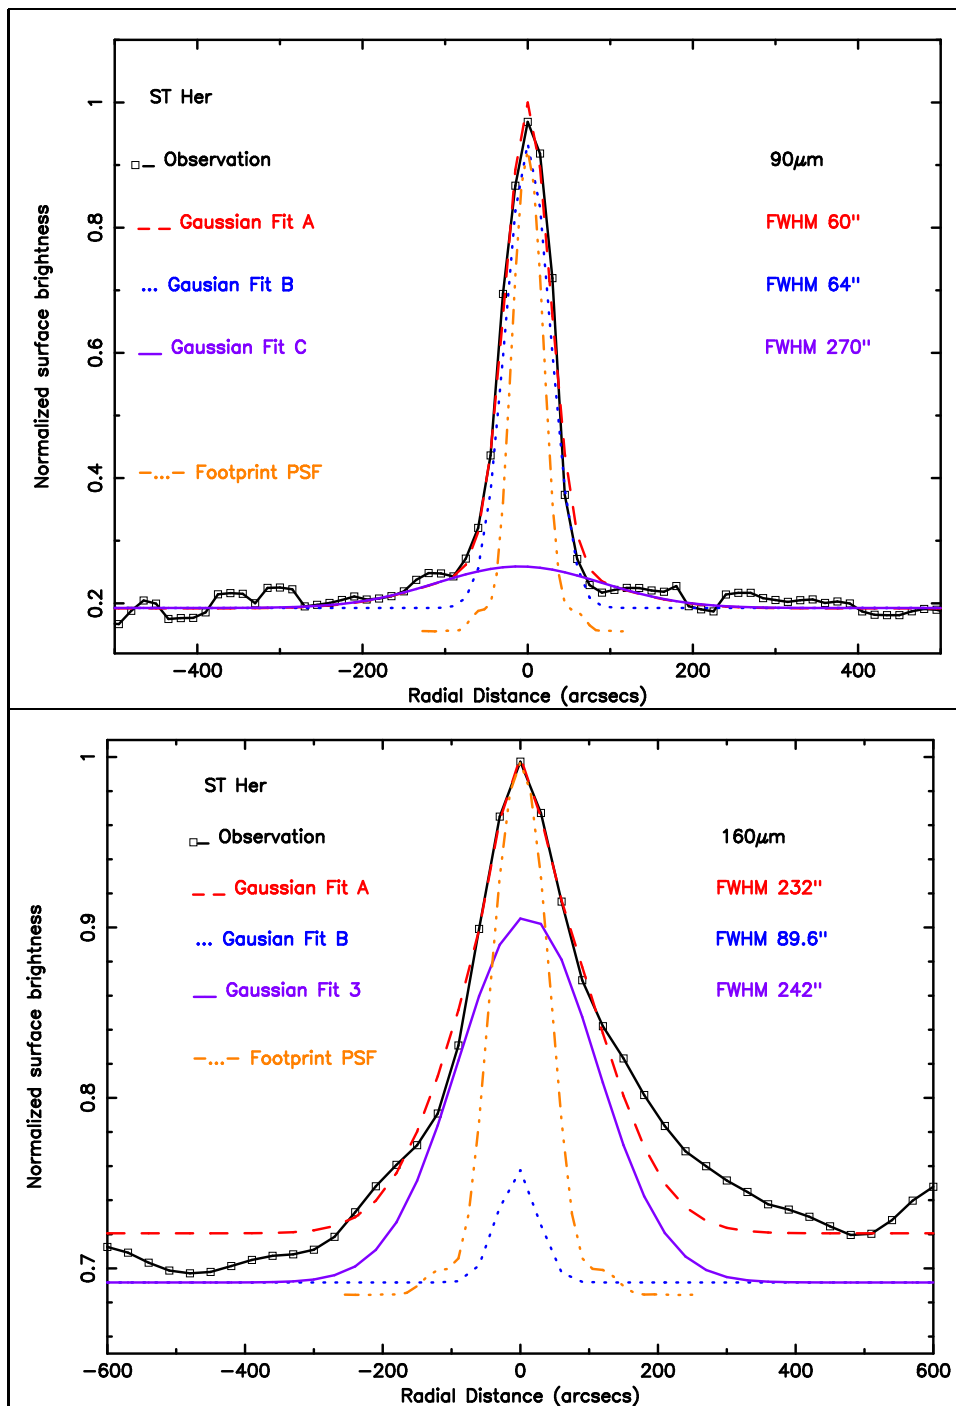 ST Her
Observation 90μm
Gaussian Fit A FWHM 60"
Gausian Fit B FWHM 64"
Gaussian Fit C FWHM 270"
Footprint PSF
Normalized surface brightness
1
0.8
0.6
0.4
0.2
−400 −200 0 200 400
Radial Distance (arcsecs)
ST Her
Observation 160μm
Gaussian Fit A FWHM 232"
Gausian Fit B FWHM 89.6"
Gaussian Fit 3 FWHM 242"
Footprint PSF
Normalized surface brightness
1
0.9
0.8
0.7
−600 −400 −200 0 200 400 600
Radial Distance (arcsecs)